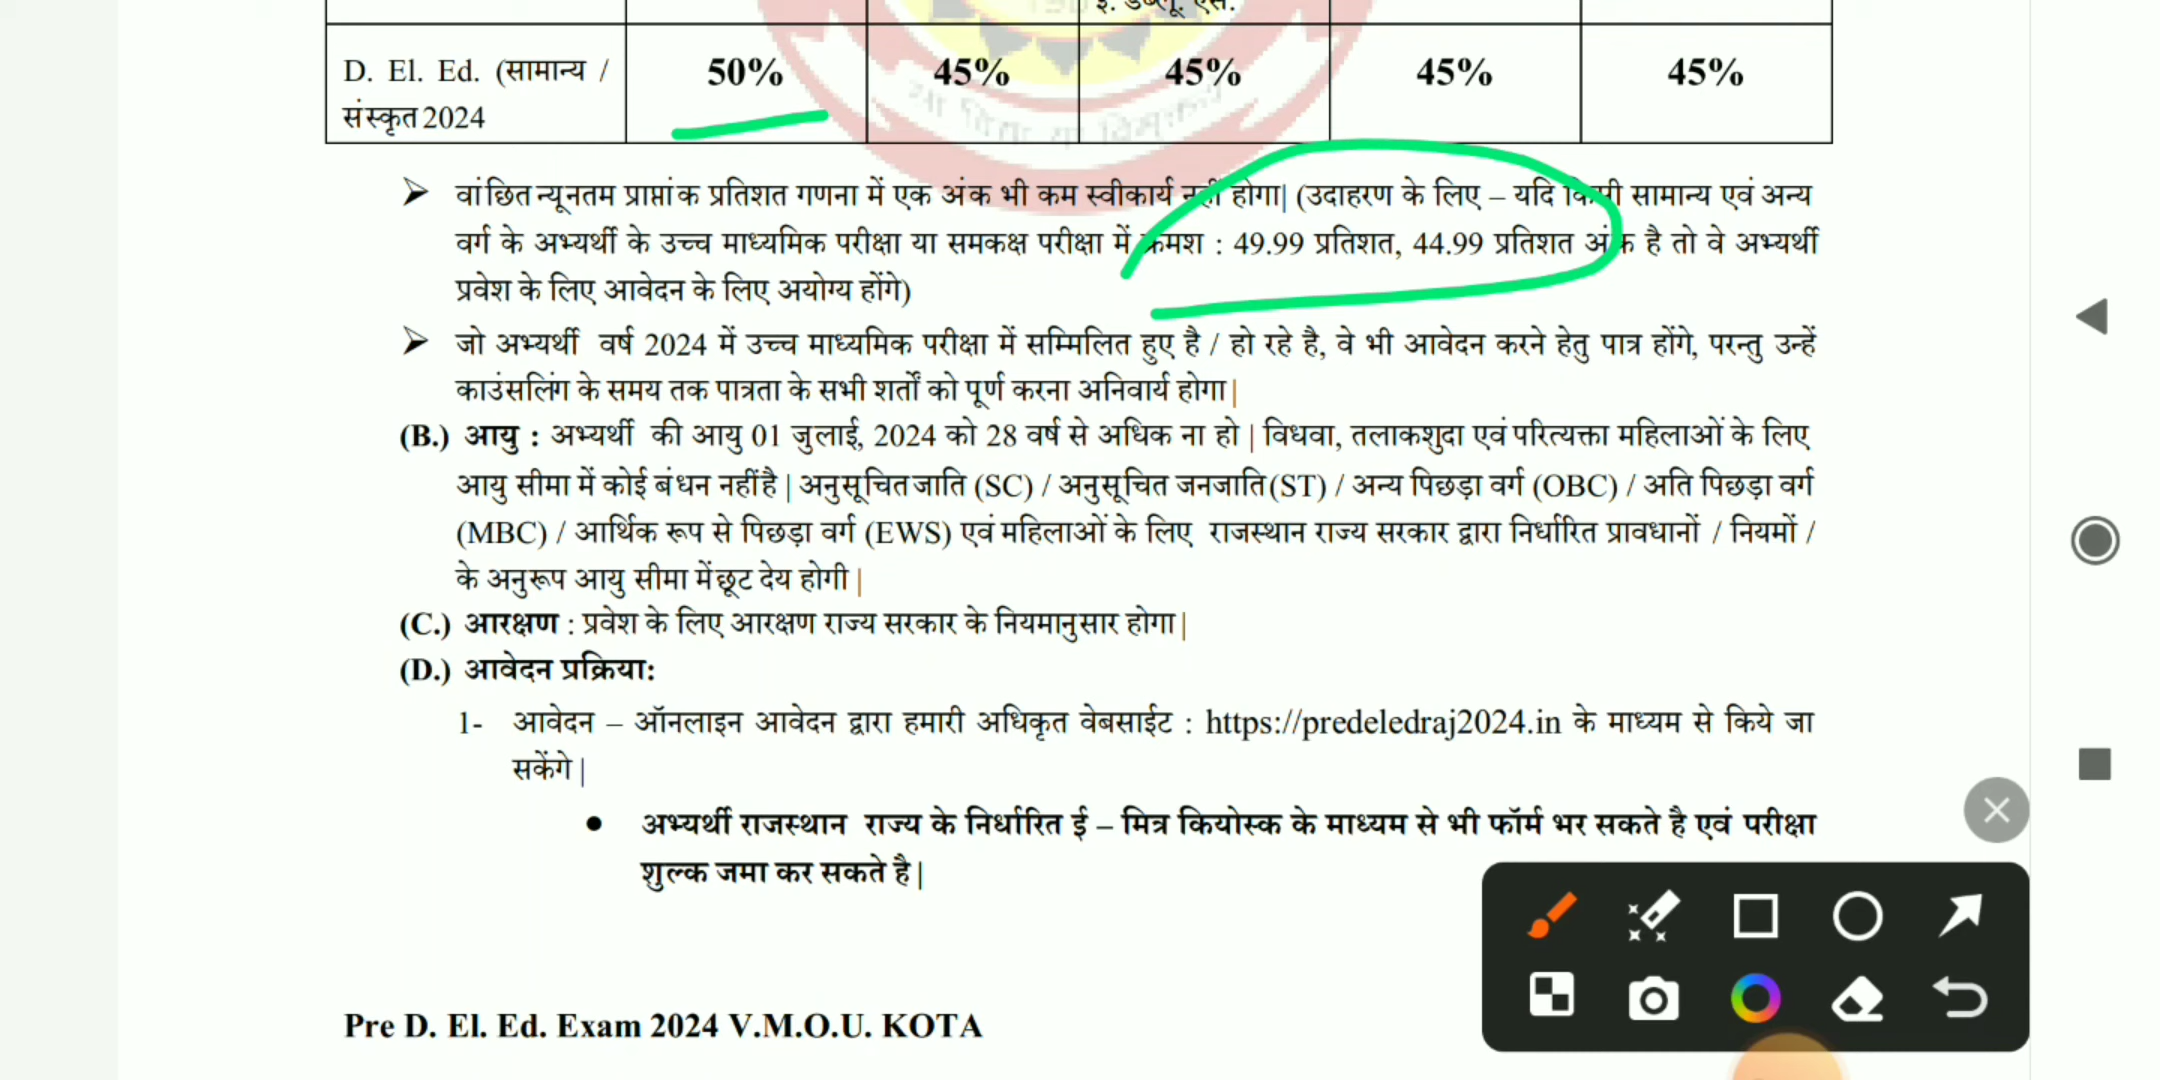 ई. डब्लू. एस.
D. El. Ed. (सामान्य / 50% 45% 45% 45% 45%
संस्कृत 2024
वांछित न्यूनतम प्राप्तांक प्रतिशत गणना में एक अंक भी कम स्वीकार्य नहीं होगा| (उदाहरण के लिए – यदि किसी सामान्य एवं अन्य
वर्ग के अभ्यर्थी के उच्च माध्यमिक परीक्षा या समकक्ष परीक्षा में क्रमश : 49.99 प्रतिशत, 44.99 प्रतिशत अंक है तो वे अभ्यर्थी
प्रवेश के लिए आवेदन के लिए अयोग्य होंगे)
जो अभ्यर्थी वर्ष 2024 में उच्च माध्यमिक परीक्षा में सम्मिलित हुए है / हो रहे है, वे भी आवेदन करने हेतु पात्र होंगे, परन्तु उन्हें
काउंसलिंग के समय तक पात्रता के सभी शर्तों को पूर्ण करना अनिवार्य होगा|
(B.) आयु : अभ्यर्थी की आयु 01 जुलाई, 2024 को 28 वर्ष से अधिक ना हो | विधवा, तलाकशुदा एवं परित्यक्ता महिलाओं के लिए
आयु सीमा में कोई बंधन नहीं है | अनुसूचित जाति (SC) / अनुसूचित जनजाति (ST) / अन्य पिछड़ा वर्ग (OBC) / अति पिछड़ा वर्ग
(MBC) / आर्थिक रूप से पिछड़ा वर्ग (EWS) एवं महिलाओं के लिए राजस्थान राज्य सरकार द्वारा निर्धारित प्रावधानों / नियमों /
के अनुरूप आयु सीमा में छूट देय होगी |
(C.) आरक्षण : प्रवेश के लिए आरक्षण राज्य सरकार के नियमानुसार होगा |
(D.) आवेदन प्रक्रिया:
1- आवेदन – ऑनलाइन आवेदन द्वारा हमारी अधिकृत वेबसाईट : https://predeledraj2024.in के माध्यम से किये जा
सकेंगे |
● अभ्यर्थी राजस्थान राज्य के निर्धारित ई – मित्र कियोस्क के माध्यम से भी फॉर्म भर सकते है एवं परीक्षा
शुल्क जमा कर सकते है |
Pre D. El. Ed. Exam 2024 V.M.O.U. KOTA